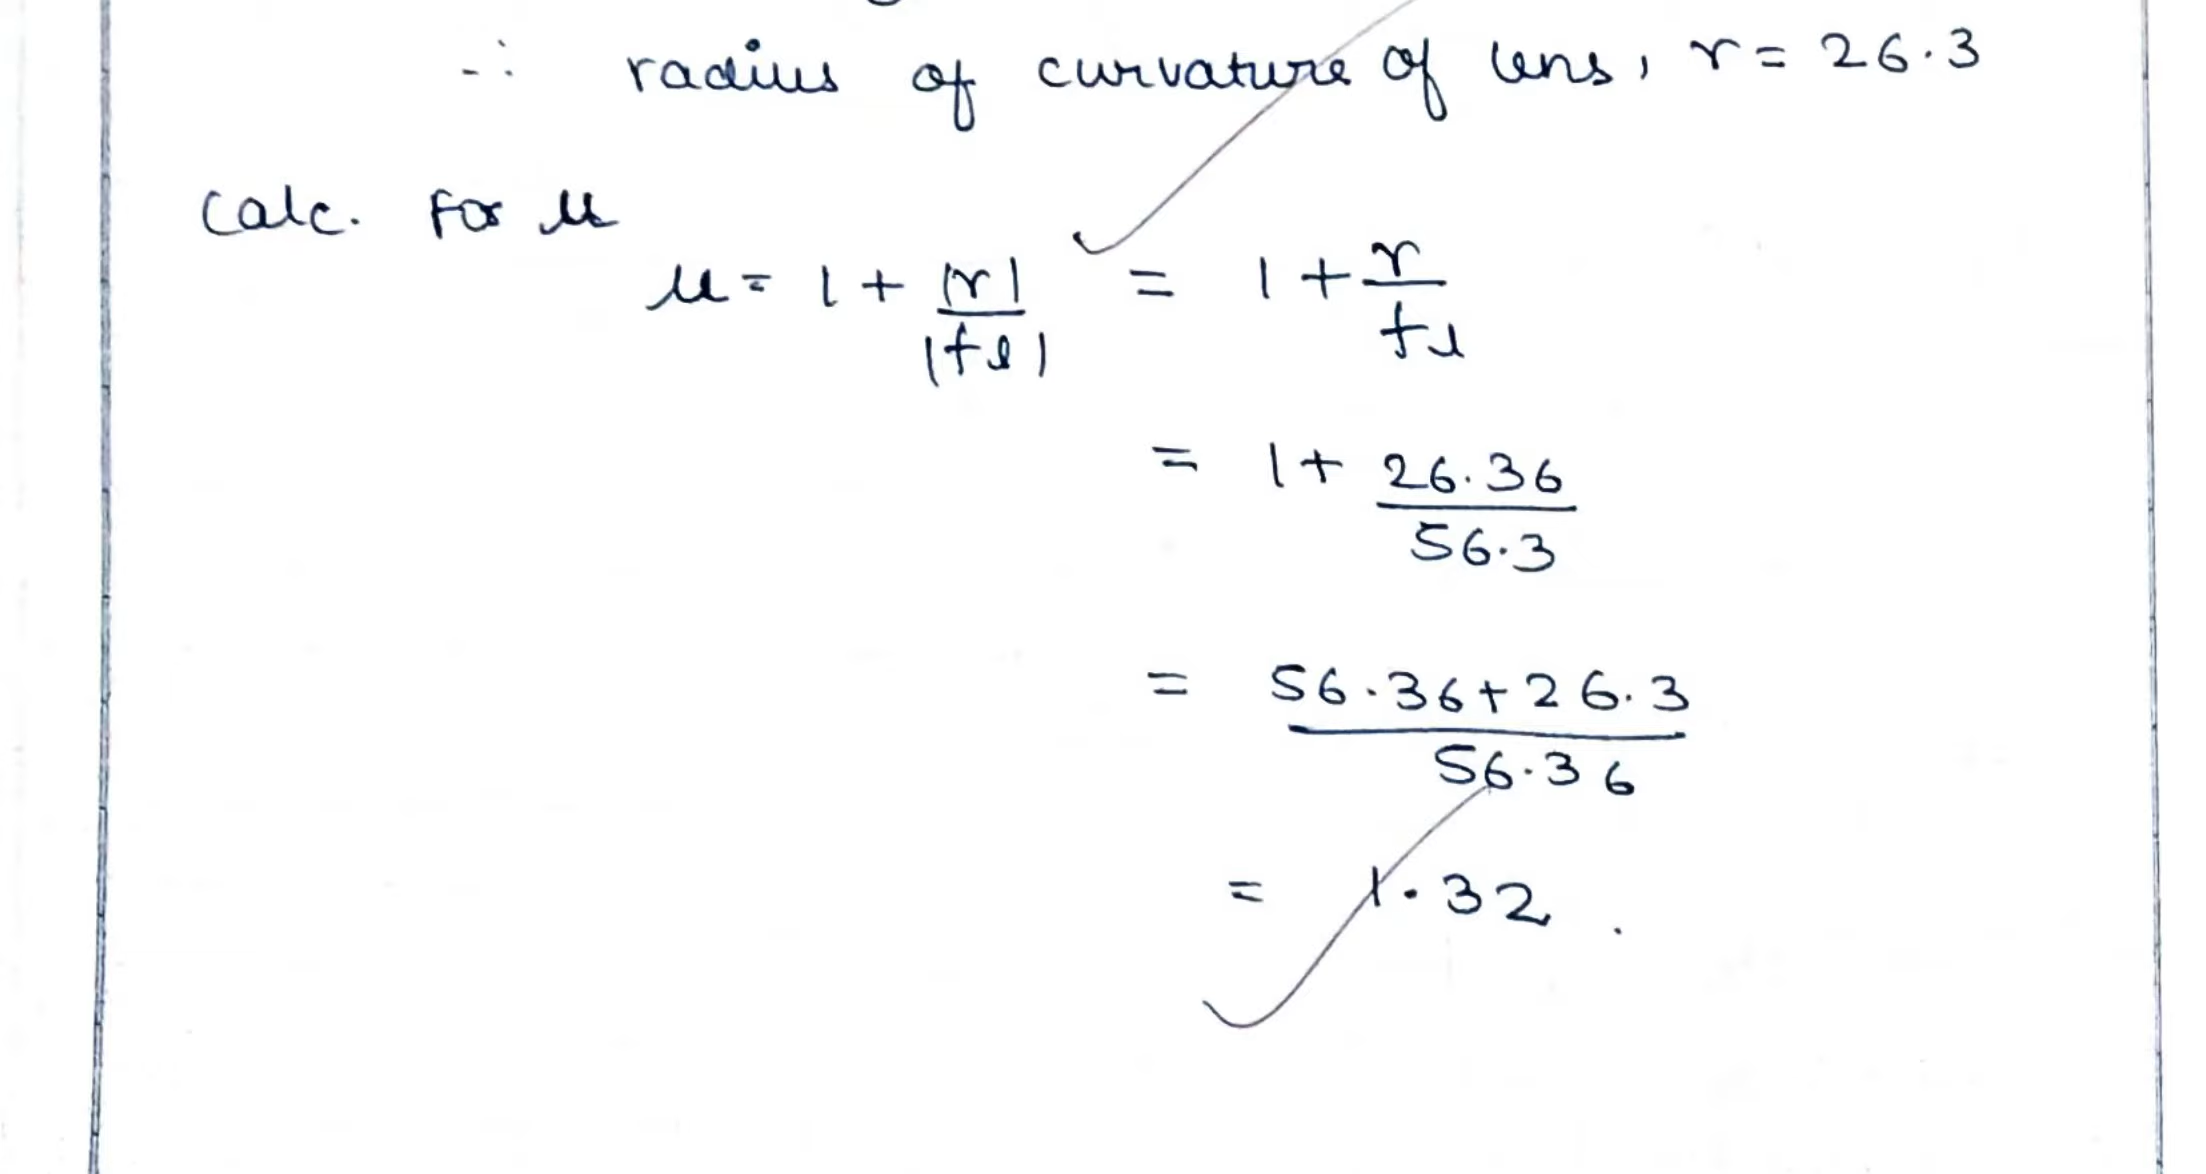 ∴ radius of curvature of lens, r = 26.3
Calc. for μ
μ = 1 + |r| / |fl| = 1 + r / fl
= 1 + 26.36 / 56.3
= 56.36 + 26.3 / 56.36
= 1.32.